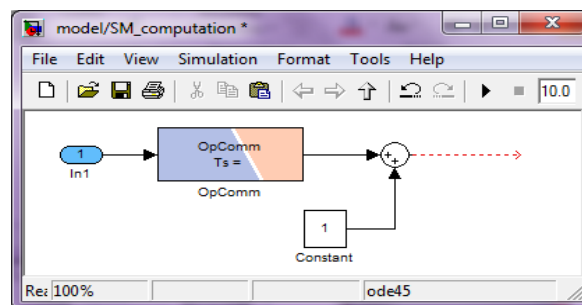 model/SM_computation *
File Edit View Simulation Format Tools Help
10.0
1
In1
OpComm
Ts =
OpComm
+
+
1
Constant
100%
ode45